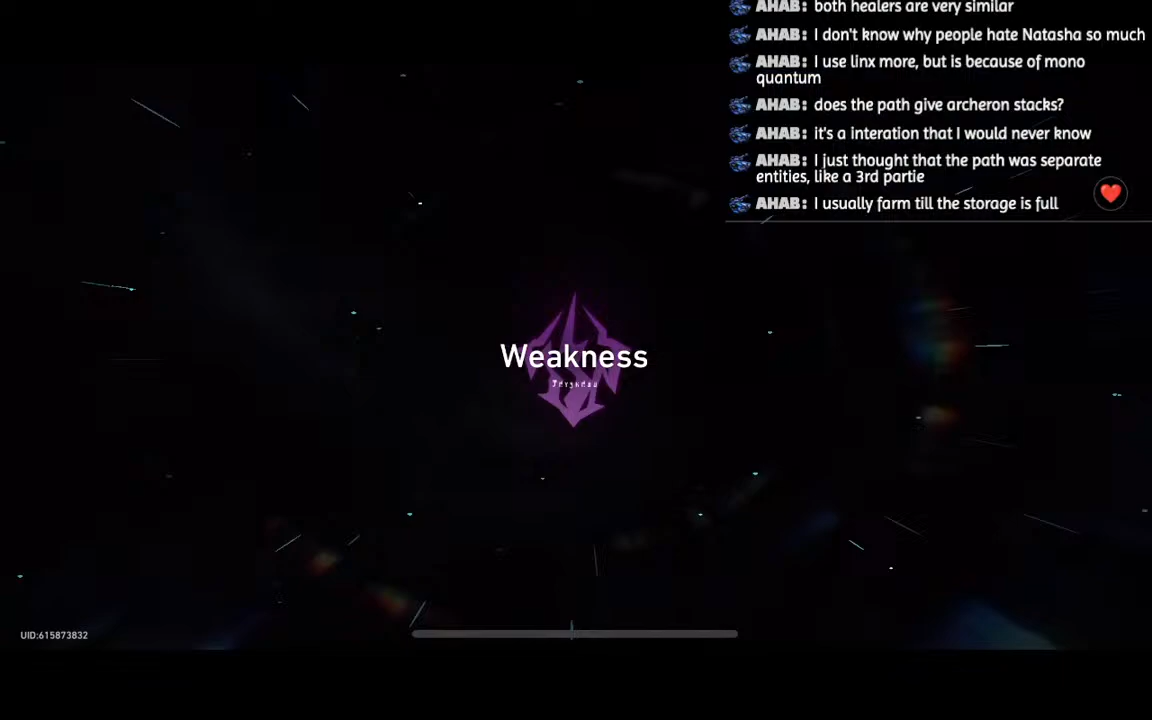 AHAB: both healers are very similar
AHAB: I don't know why people hate Natasha so much
AHAB: I use linx more, but is because of mono
quantum
AHAB: does the path give archeron stacks?
AHAB: it's a interation that I would never know
AHAB: I just thought that the path was separate
entities, like a 3rd partie
AHAB: I usually farm till the storage is full
Weakness
UID:615873832